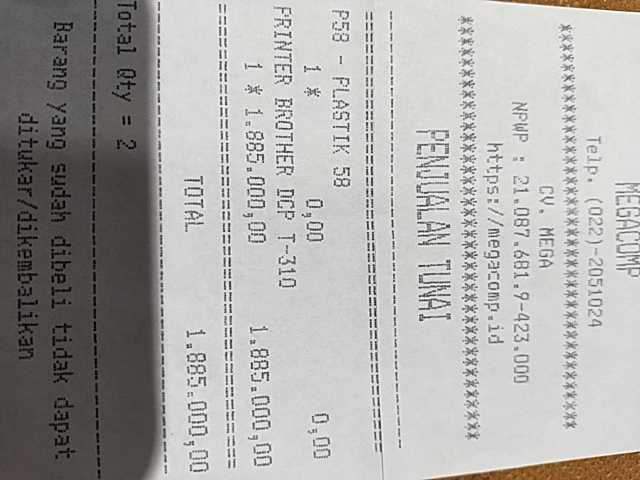 MEGACOMP
Telp. (022)-2051024
****************************************
CV. MEGA
NPWP : 21.087.681.9-423.000
https://megacomp.id
****************************************
PENJUALAN TUNAI
----------------------------------------
========================================
P58 - PLASTIK 58
1 * 0,00 0,00
PRINTER BROTHER DCP T-310
1 * 1.885.000,00 1.885.000,00
========================================
TOTAL 1.885.000,00
----------------------------------------
Total Qty = 2
----------------------------------------
Barang yang sudah dibeli tidak dapat
ditukar/dikembalikan